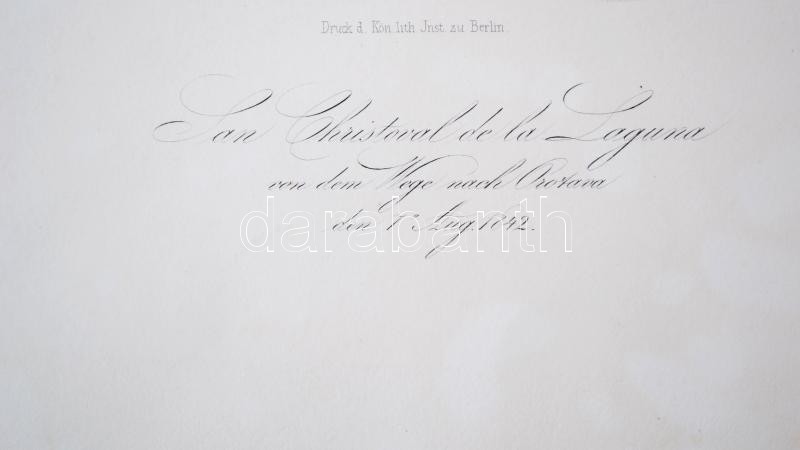 Druck d. Kön. lith. Jnst. zu Berlin.
San Christoval de la Laguna
von dem Wege nach Orotava
den 1ᵉ Aug. 1842.
darabanth